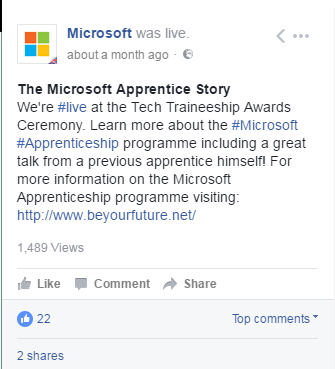 Microsoft was live.
about a month ago ·
The Microsoft Apprentice Story
We're #live at the Tech Traineeship Awards
Ceremony. Learn more about the #Microsoft
#Apprenticeship programme including a great
talk from a previous apprentice himself! For
more information on the Microsoft
Apprenticeship programme visiting:
http://www.beyourfuture.net/
1,489 Views
Like Comment Share
22 Top comments
2 shares